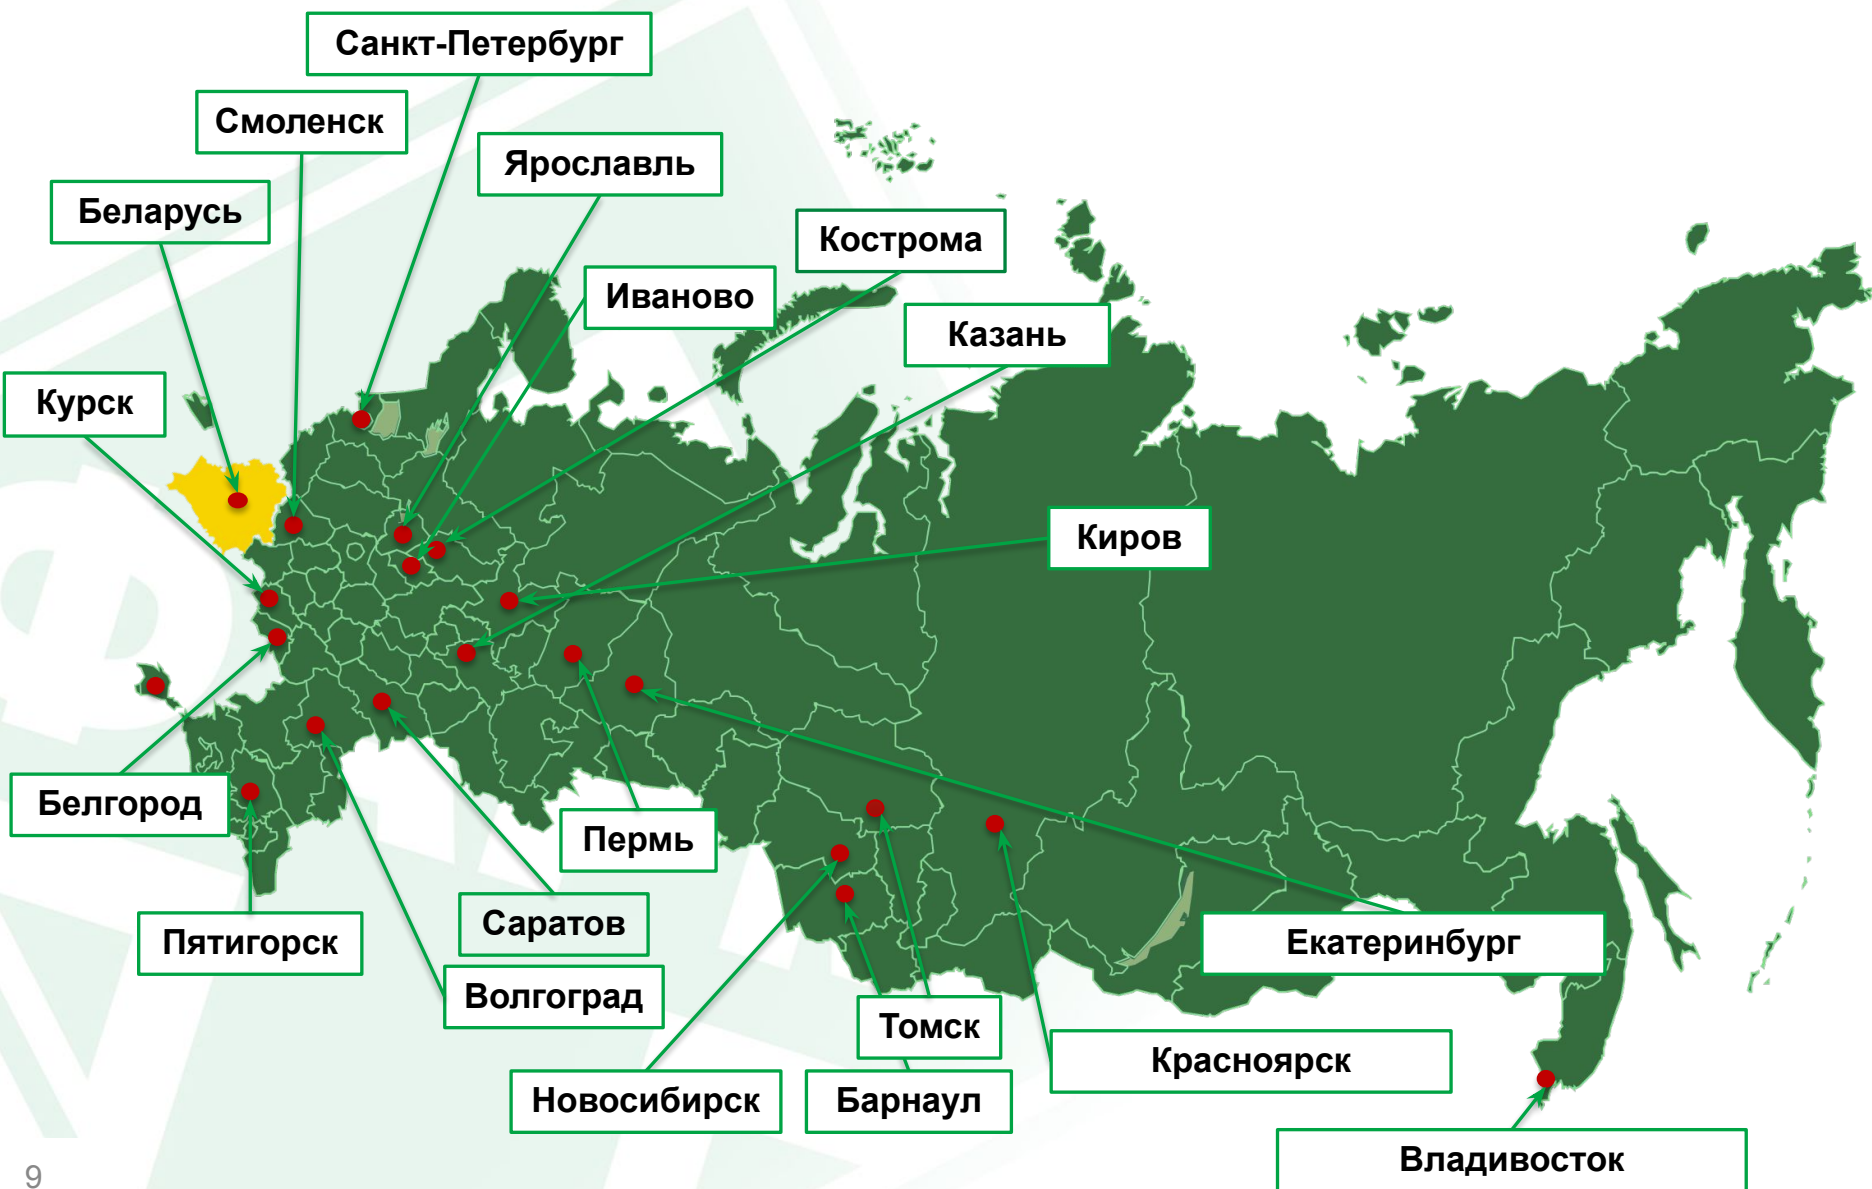 Санкт-Петербург
Смоленск
Ярославль
Беларусь
Кострома
Иваново
Казань
Курск
Киров
Белгород
Пермь
Саратов
Пятигорск
Екатеринбург
Волгоград
Томск
Красноярск
Новосибирск
Барнаул
Владивосток
9